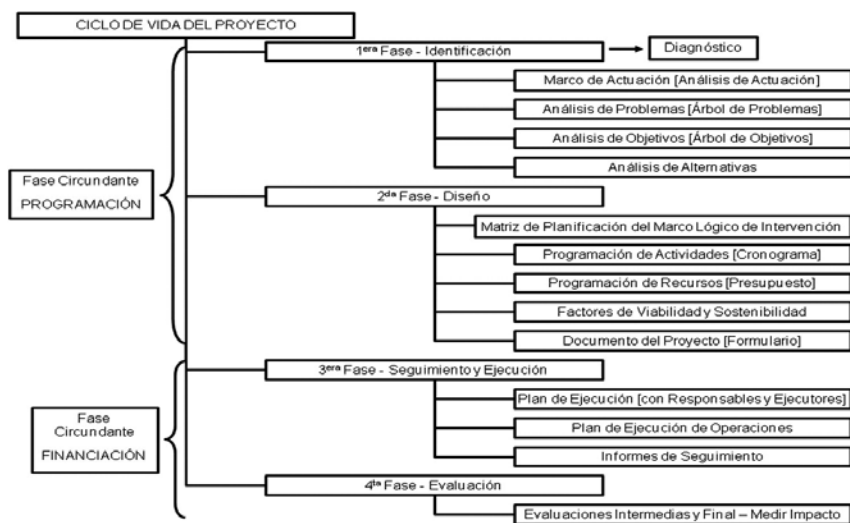 CICLO DE VIDA DEL PROYECTO
1era Fase - Identificación
Diagnóstico
Marco de Actuación [Análisis de Actuación]
Análisis de Problemas [Árbol de Problemas]
Análisis de Objetivos [Árbol de Objetivos]
Análisis de Alternativas
Fase Circundante
PROGRAMACIÓN
2da Fase - Diseño
Matriz de Planificación del Marco Lógico de Intervención
Programación de Actividades [Cronograma]
Programación de Recursos [Presupuesto]
Factores de Viabilidad y Sostenibilidad
Documento del Proyecto [Formulario]
3era Fase - Seguimiento y Ejecución
Plan de Ejecución [con Responsables y Ejecutores]
Plan de Ejecución de Operaciones
Informes de Seguimiento
Fase
Circundante
FINANCIACIÓN
4ta Fase - Evaluación
Evaluaciones Intermedias y Final – Medir Impacto